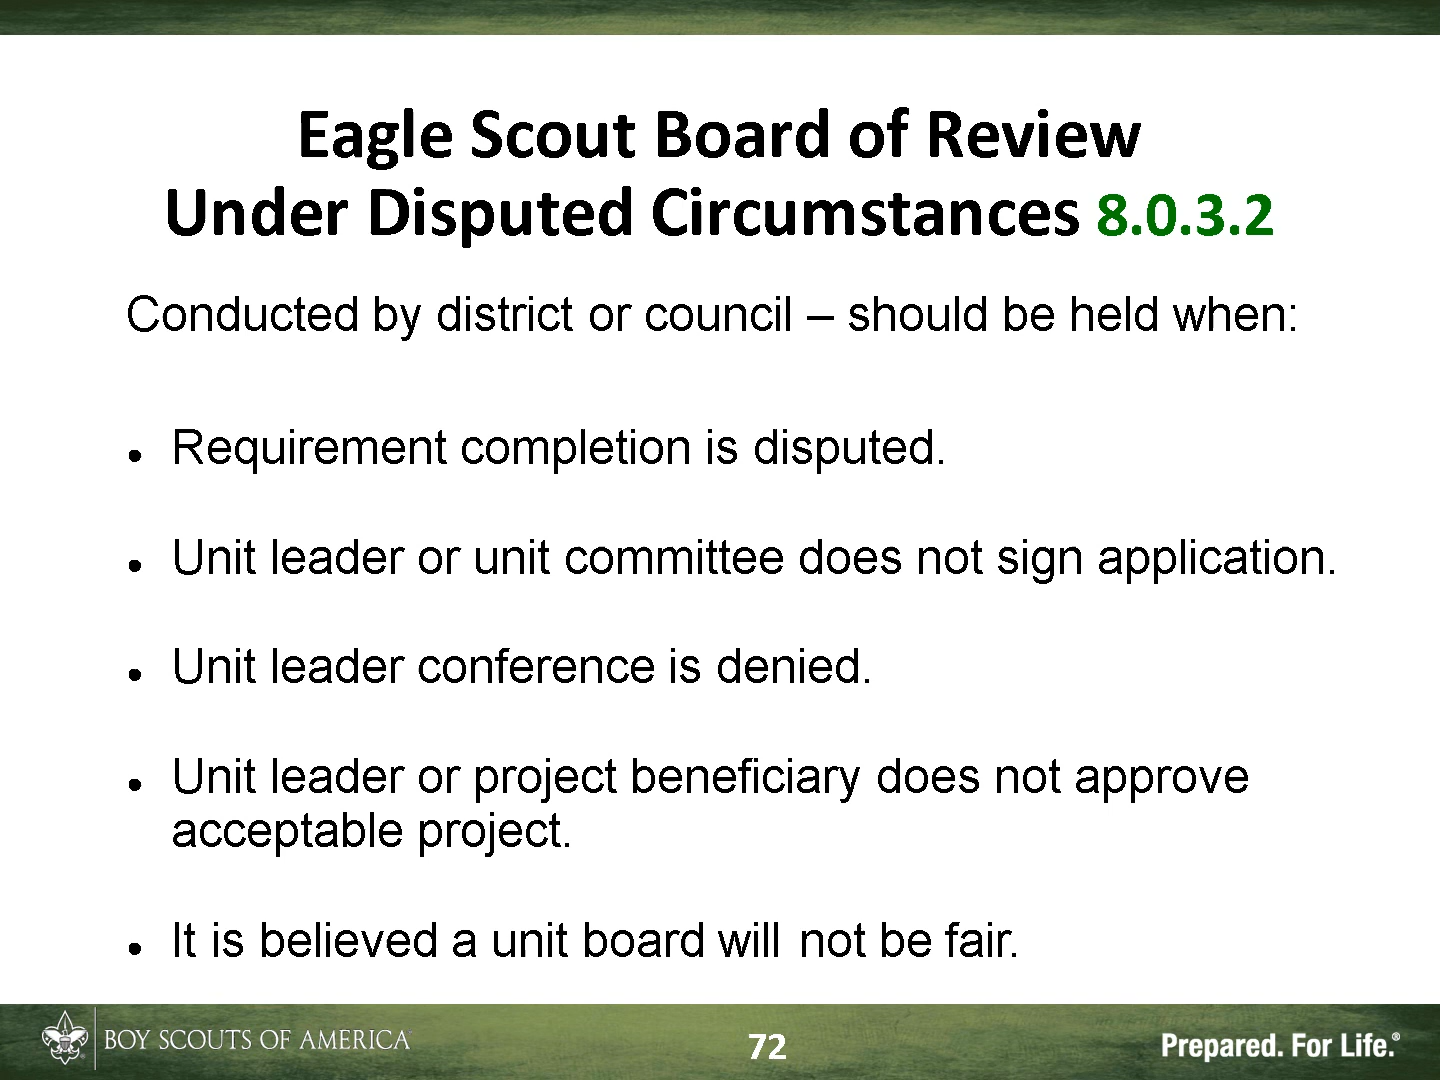 Eagle Scout Board of Review
Under Disputed Circumstances 8.0.3.2
Conducted by district or council – should be held when:
● Requirement completion is disputed.
● Unit leader or unit committee does not sign application.
● Unit leader conference is denied.
● Unit leader or project beneficiary does not approve
acceptable project.
● It is believed a unit board will not be fair.
BOY SCOUTS OF AMERICA
72
Prepared. For Life.®